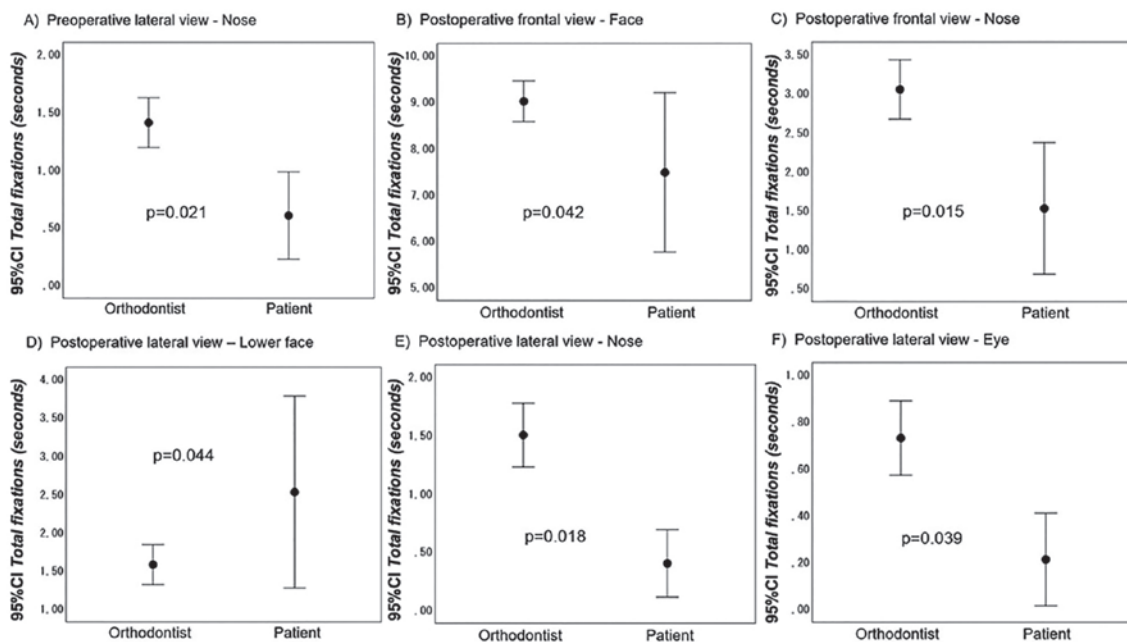 A) Preoperative lateral view - Nose
95%CI Total fixations (seconds)
2.00
1.50
1.00
.50
.00
p=0.021
Orthodontist Patient
B) Postoperative frontal view - Face
95%CI Total fixations (seconds)
10.00
9.00
8.00
7.00
6.00
5.00
p=0.042
Orthodontist Patient
C) Postoperative frontal view - Nose
95%CI Total fixations (seconds)
3.50
3.00
2.50
2.00
1.50
1.00
.50
p=0.015
Orthodontist Patient
D) Postoperative lateral view – Lower face
95%CI Total fixations (seconds)
4.00
3.50
3.00
2.50
2.00
1.50
1.00
p=0.044
Orthodontist Patient
E) Postoperative lateral view - Nose
95%CI Total fixations (seconds)
2.00
1.50
1.00
.50
.00
p=0.018
Orthodontist Patient
F) Postoperative lateral view - Eye
95%CI Total fixations (seconds)
1.00
.80
.60
.40
.20
.00
p=0.039
Orthodontist Patient